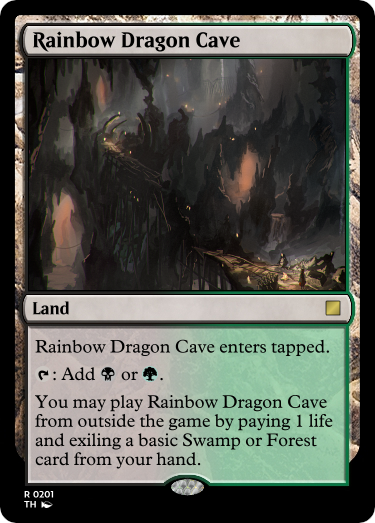 Rainbow Dragon Cave
Land
Rainbow Dragon Cave enters tapped.
: Add or .
You may play Rainbow Dragon Cave
from outside the game by paying 1 life
and exiling a basic Swamp or Forest
card from your hand.
R 0201
TH